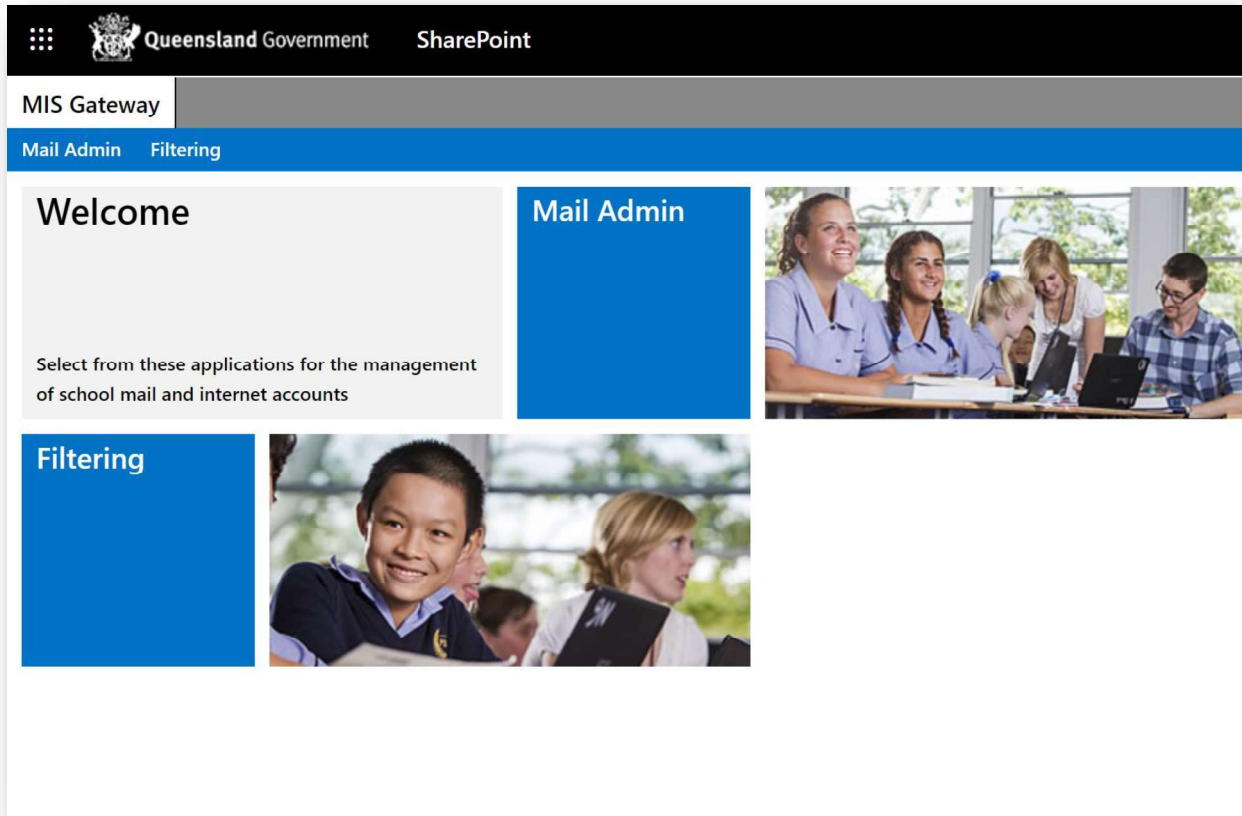 Queensland Government SharePoint
MIS Gateway
Mail Admin Filtering
Welcome
Select from these applications for the management
of school mail and internet accounts
Mail Admin
Filtering